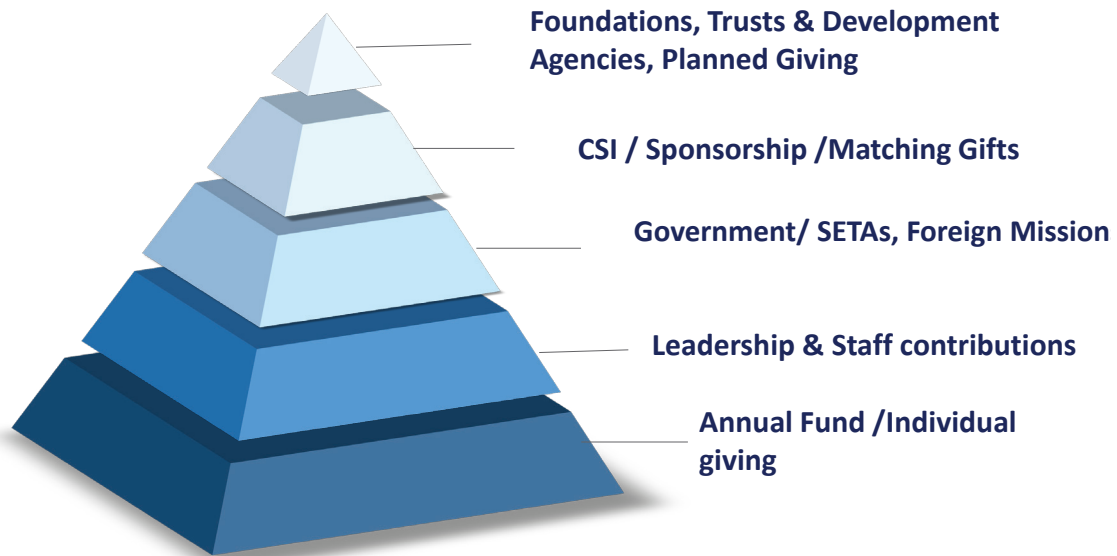 Foundations, Trusts & Development
Agencies, Planned Giving
CSI / Sponsorship /Matching Gifts
Government/ SETAs, Foreign Mission
Leadership & Staff contributions
Annual Fund /Individual
giving